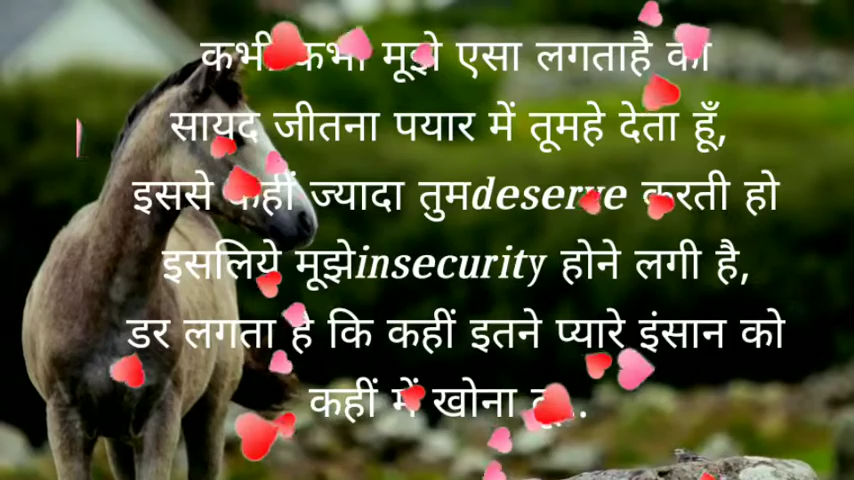 कभी कभी मूझे एसा लगताहै की
सायद जीतना पयार में तूमहे देता हूँ,
इससे कहीं ज्यादा तुमdeserve करती हो
इसलिये मूझेinsecurity होने लगी है,
डर लगता है कि कहीं इतने प्यारे इंसान को
कहीं में खोना